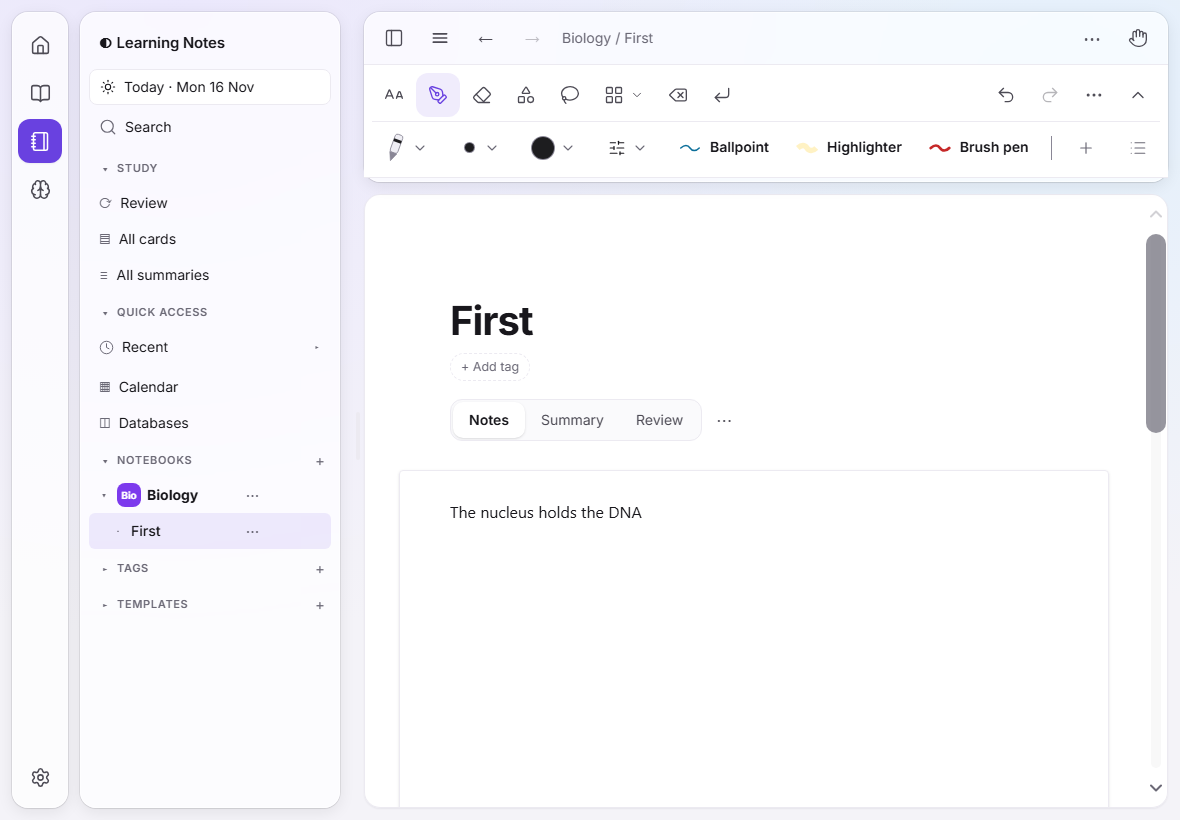 Learning Notes
Today · Mon 16 Nov
Search
STUDY
Review
All cards
All summaries
QUICK ACCESS
Recent
Calendar
Databases
NOTEBOOKS
Bio Biology
First
TAGS
TEMPLATES
Biology / First
AA
Ballpoint Highlighter Brush pen
First
+ Add tag
Notes Summary Review
The nucleus holds the DNA